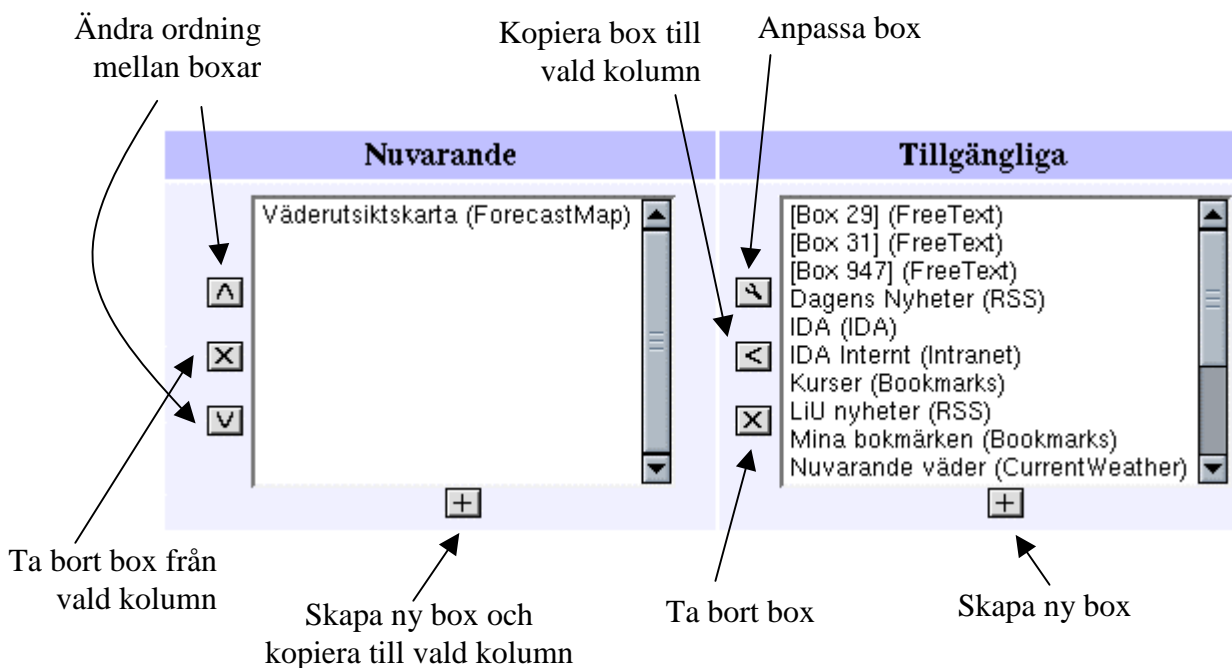 Ändra ordning
mellan boxar
Kopiera box till
vald kolumn
Anpassa box
Nuvarande
Tillgängliga
Väderutsiktskarta (ForecastMap)
[Box 29] (FreeText)
[Box 31] (FreeText)
[Box 947] (FreeText)
Dagens Nyheter (RSS)
IDA (IDA)
IDA Internt (Intranet)
Kurser (Bookmarks)
LiU nyheter (RSS)
Mina bokmärken (Bookmarks)
Nuvarande väder (CurrentWeather)
Ta bort box från
vald kolumn
Skapa ny box och
kopiera till vald kolumn
Ta bort box
Skapa ny box